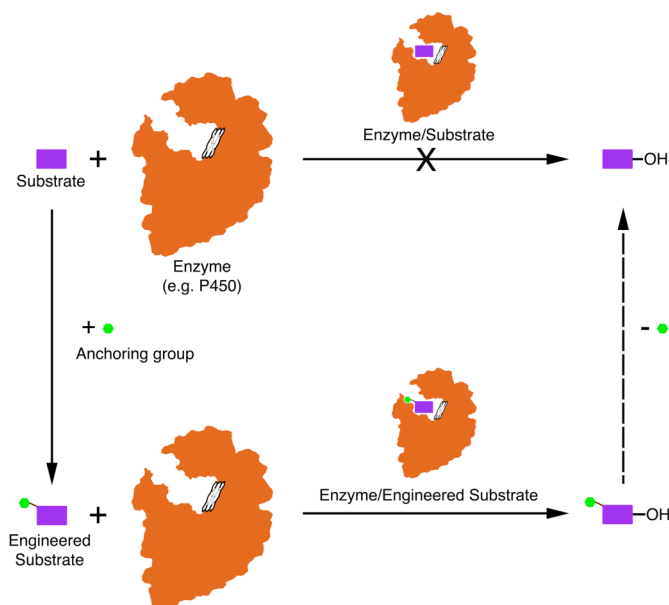 Enzyme/Substrate
+
X
OH
Substrate
Enzyme
(e.g. P450)
+
-
Anchoring group
Enzyme/Engineered Substrate
+
OH
Engineered
Substrate